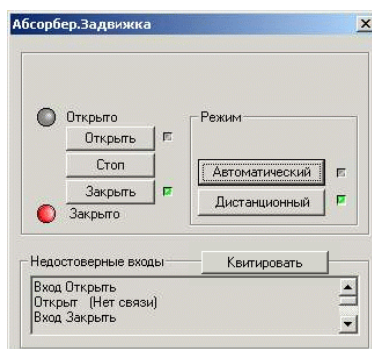 Абсорбер.Задвижка
Открыто
Открыть
Стоп
Закрыть
Закрыто
Режим
Автоматический
Дистанционный
Недостоверные входы
Квитировать
Вход Открыть
Открыт (Нет связи)
Вход Закрыть